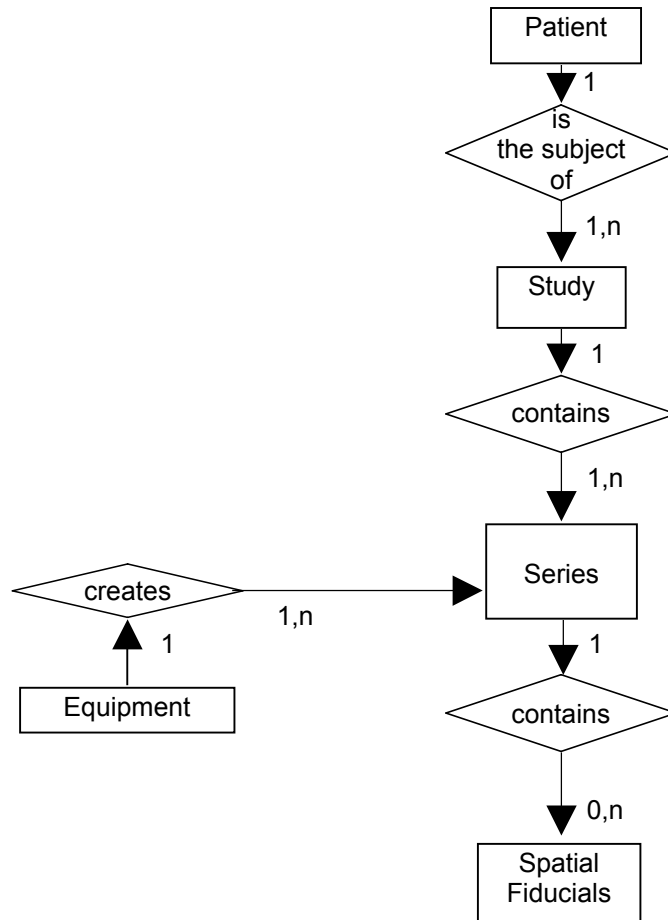 Patient
1
is
the subject
of
1,n
Study
1
contains
1,n
Series
creates
1,n
1
Equipment
1
contains
0,n
Spatial
Fiducials